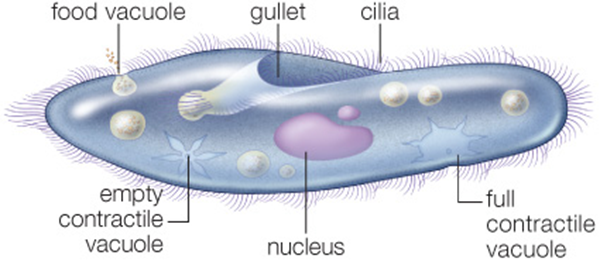 food vacuole
gullet
cilia
empty
contractile
vacuole
nucleus
full
contractile
vacuole